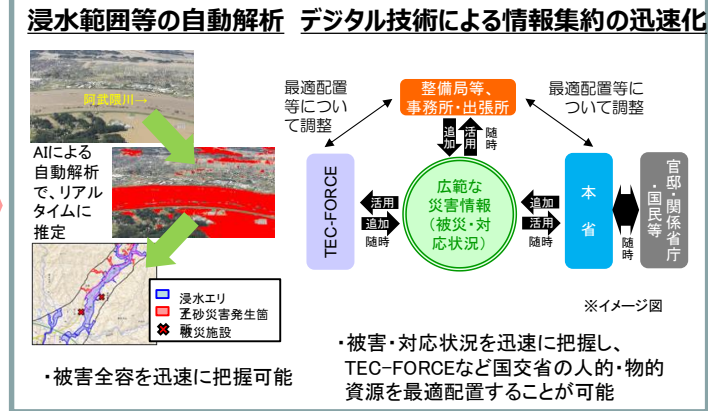 浸水範囲等の自動解析
デジタル技術による情報集約の迅速化
阿武隈川→
AIによる
自動解析
で、リアル
タイムに
推定
浸水エリ
ア
土砂災害発生箇
所
被災施設
・被害全容を迅速に把握可能
最適配置
等につい
て調整
整備局等、
事務所・出張所
最適配置等に
ついて調整
追加
活用
随時
TEC-FORCE
活用
追加
随時
広範な
災害情報
(被災・対
応状況)
追加
活用
随時
本省
随時
官邸・関係省庁
・国民等
※イメージ図
・被害・対応状況を迅速に把握し、
TEC-FORCEなど国交省の人的・物的
資源を最適配置することが可能